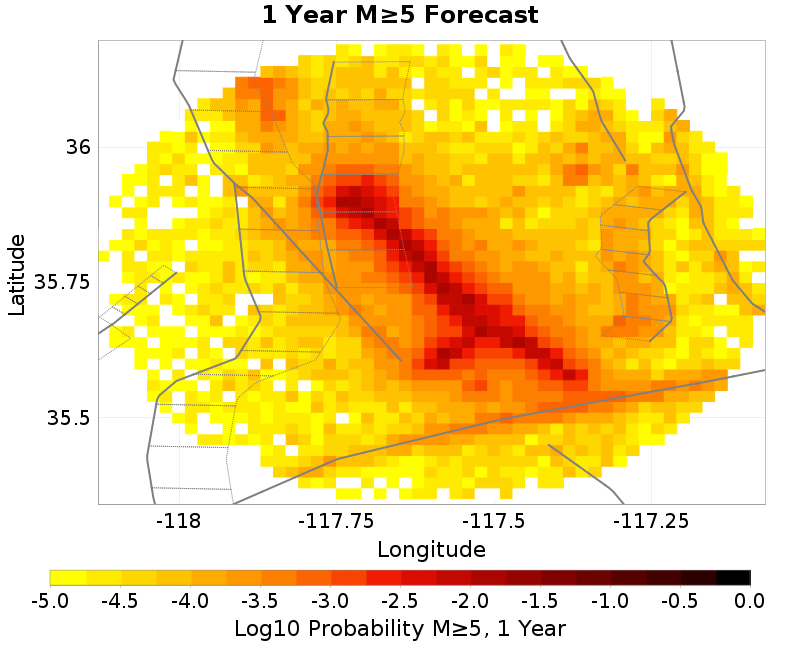 1 Year M≥5 Forecast
Latitude
36
35.75
35.5
-118 -117.75 -117.5 -117.25
Longitude
-5.0 -4.5 -4.0 -3.5 -3.0 -2.5 -2.0 -1.5 -1.0 -0.5 0.0
Log10 Probability M≥5, 1 Year